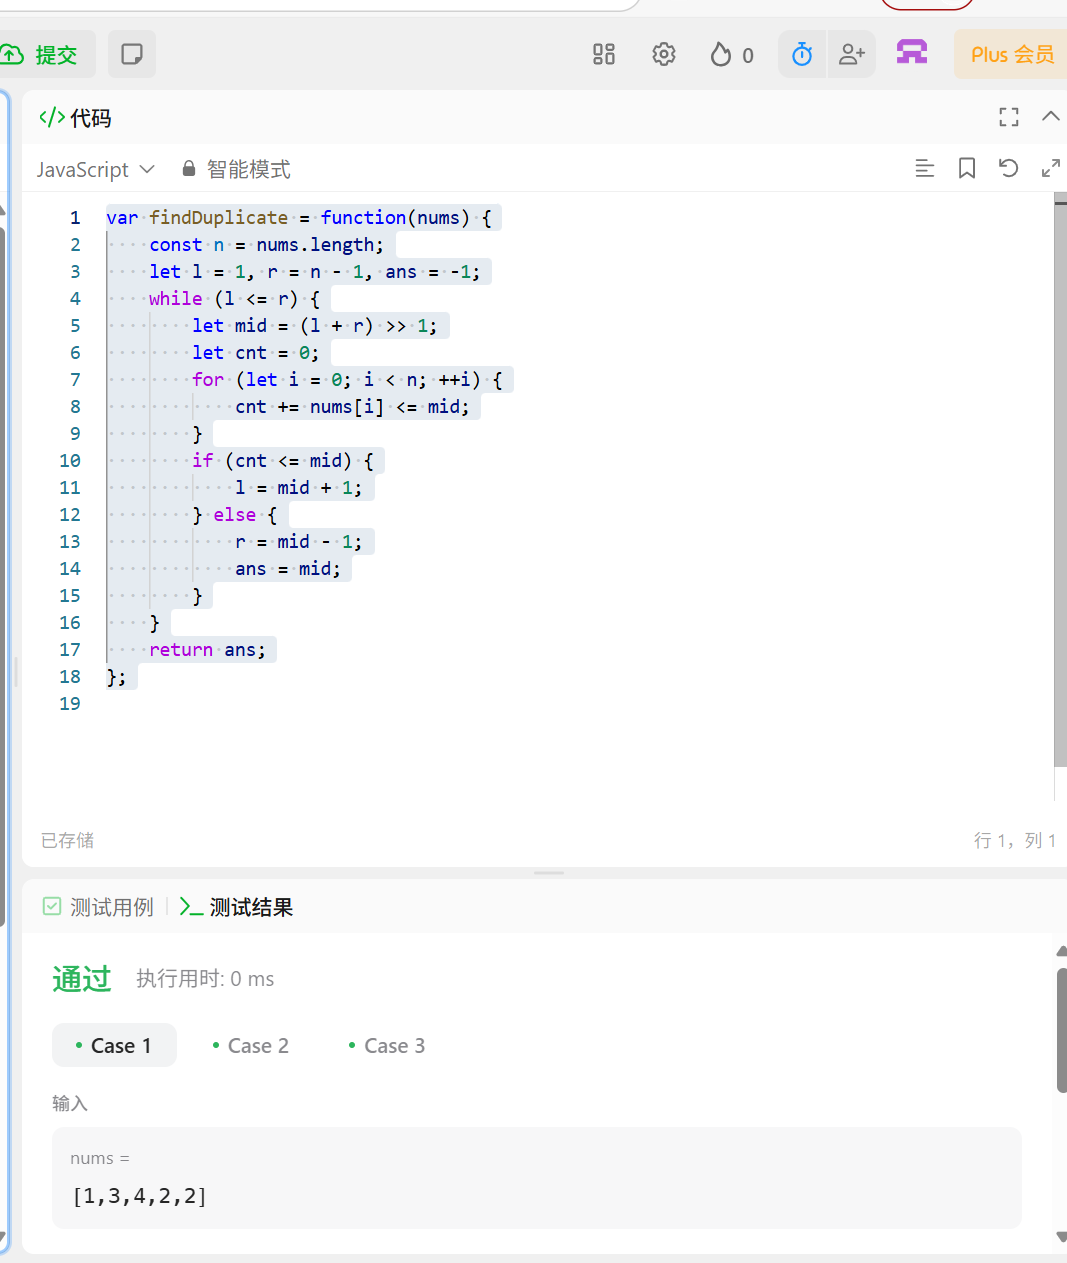 提交
0
Plus 会员
代码
JavaScript 智能模式
1 var findDuplicate = function(nums) {
2     const n = nums.length;
3     let l = 1, r = n - 1, ans = -1;
4     while (l <= r) {
5         let mid = (l + r) >> 1;
6         let cnt = 0;
7         for (let i = 0; i < n; ++i) {
8             cnt += nums[i] <= mid;
9         }
10         if (cnt <= mid) {
11             l = mid + 1;
12         } else {
13             r = mid - 1;
14             ans = mid;
15         }
16     }
17     return ans;
18 };
19
已存储 行 1，列 1
测试用例 测试结果
通过 执行用时: 0 ms
Case 1 Case 2 Case 3
输入
nums =
[1,3,4,2,2]